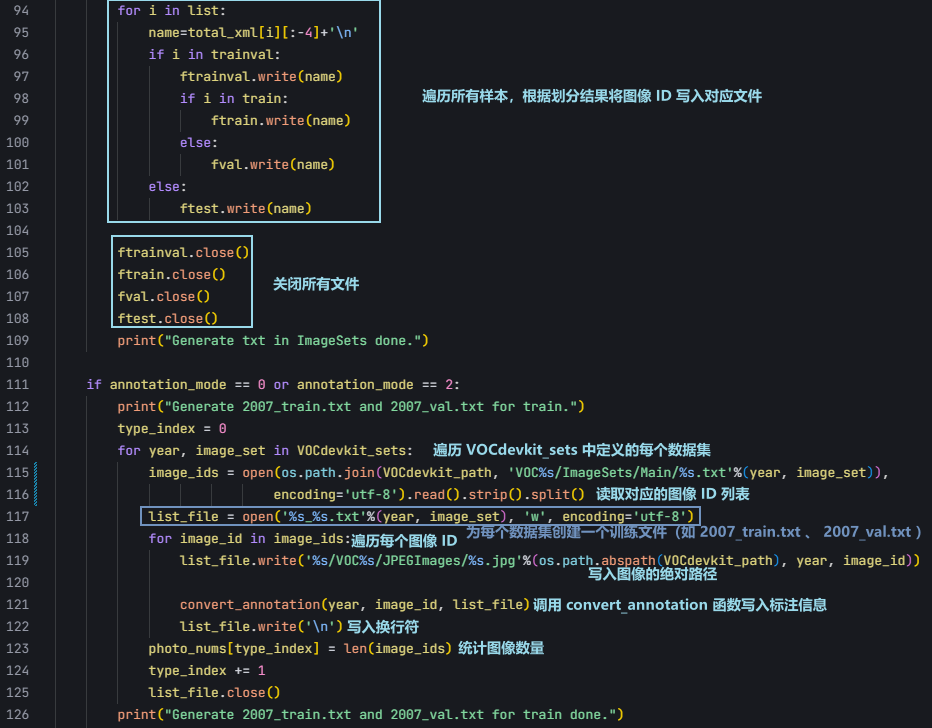 94 for i in list:
95 name=total_xml[i][:-4]+'\n'
96 if i in trainval:
97 ftrainval.write(name)
98 if i in train: 遍历所有样本，根据划分结果将图像 ID 写入对应文件
99 ftrain.write(name)
100 else:
101 fval.write(name)
102 else:
103 ftest.write(name)
104
105 ftrainval.close()
106 ftrain.close() 关闭所有文件
107 fval.close()
108 ftest.close()
109 print("Generate txt in ImageSets done.")
110
111 if annotation_mode == 0 or annotation_mode == 2:
112 print("Generate 2007_train.txt and 2007_val.txt for train.")
113 type_index = 0
114 for year, image_set in VOCdevkit_sets: 遍历 VOCdevkit_sets 中定义的每个数据集
115 image_ids = open(os.path.join(VOCdevkit_path, 'VOC%s/ImageSets/Main/%s.txt'%(year, image_set)),
116 encoding='utf-8').read().strip().split() 读取对应的图像 ID 列表
117 list_file = open('%s_%s.txt'%(year, image_set), 'w', encoding='utf-8')
118 for image_id in image_ids:遍历每个图像 ID 为每个数据集创建一个训练文件（如 2007_train.txt 、 2007_val.txt ）
119 list_file.write('%s/VOC%s/JPEGImages/%s.jpg'%(os.path.abspath(VOCdevkit_path), year, image_id))
120 写入图像的绝对路径
121 convert_annotation(year, image_id, list_file) 调用 convert_annotation 函数写入标注信息
122 list_file.write('\n') 写入换行符
123 photo_nums[type_index] = len(image_ids) 统计图像数量
124 type_index += 1
125 list_file.close()
126 print("Generate 2007_train.txt and 2007_val.txt for train done.")